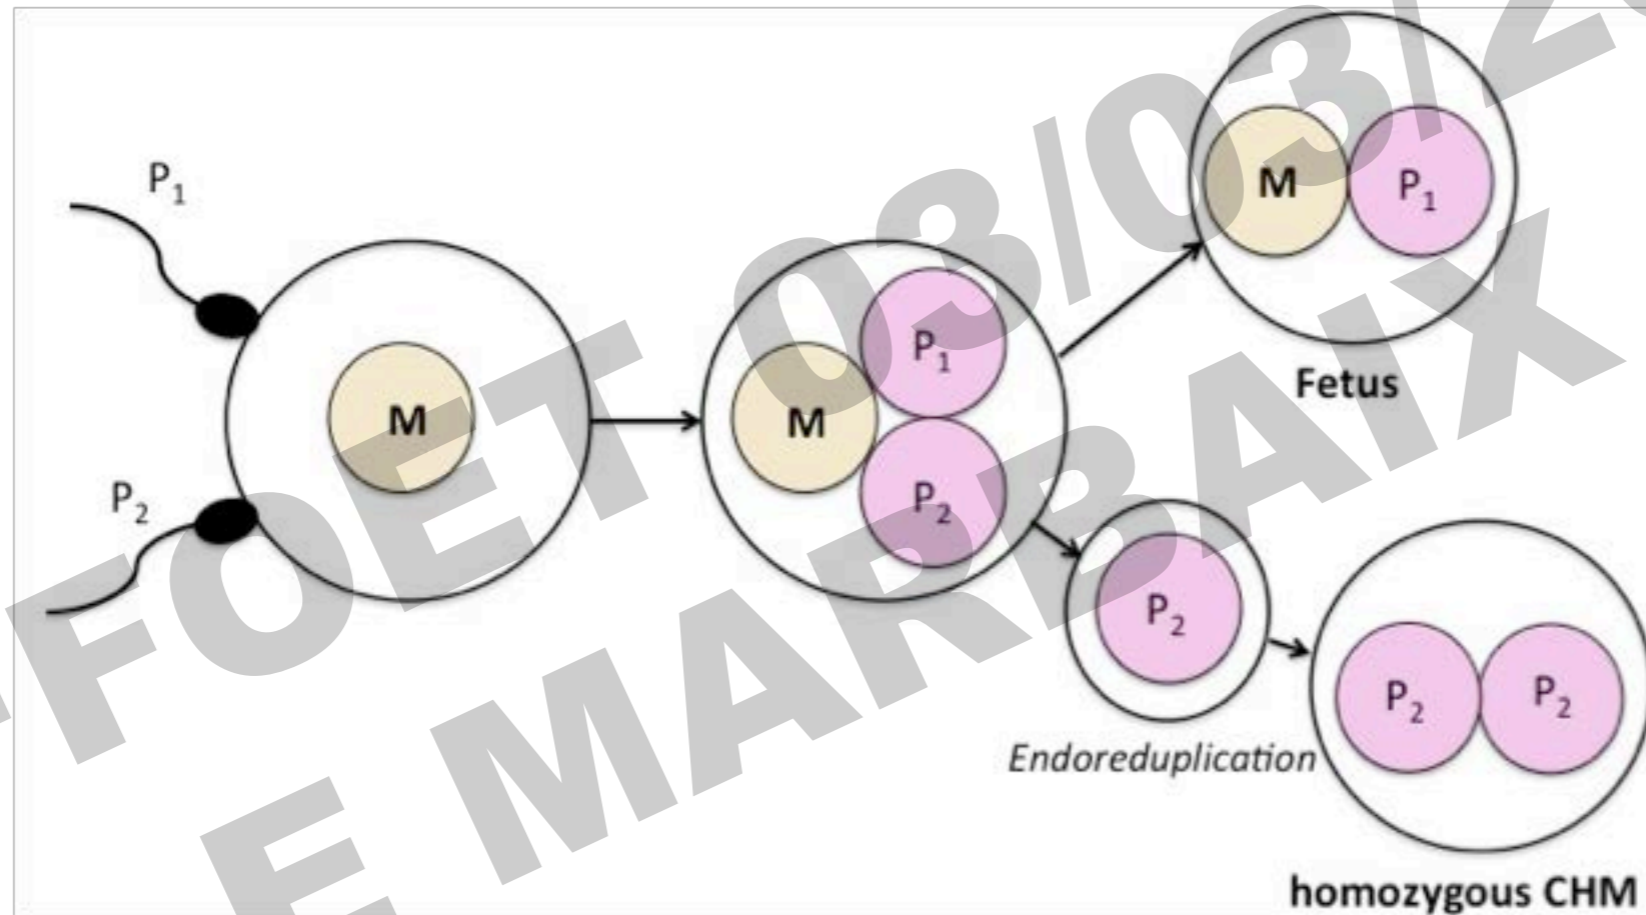 P1
M
P2
M
P1
P2
M
P1
Fetus
P2
Endoreduplication
P2
P2
homozygous CHM
FOET 03/03/2
E MARBAIX